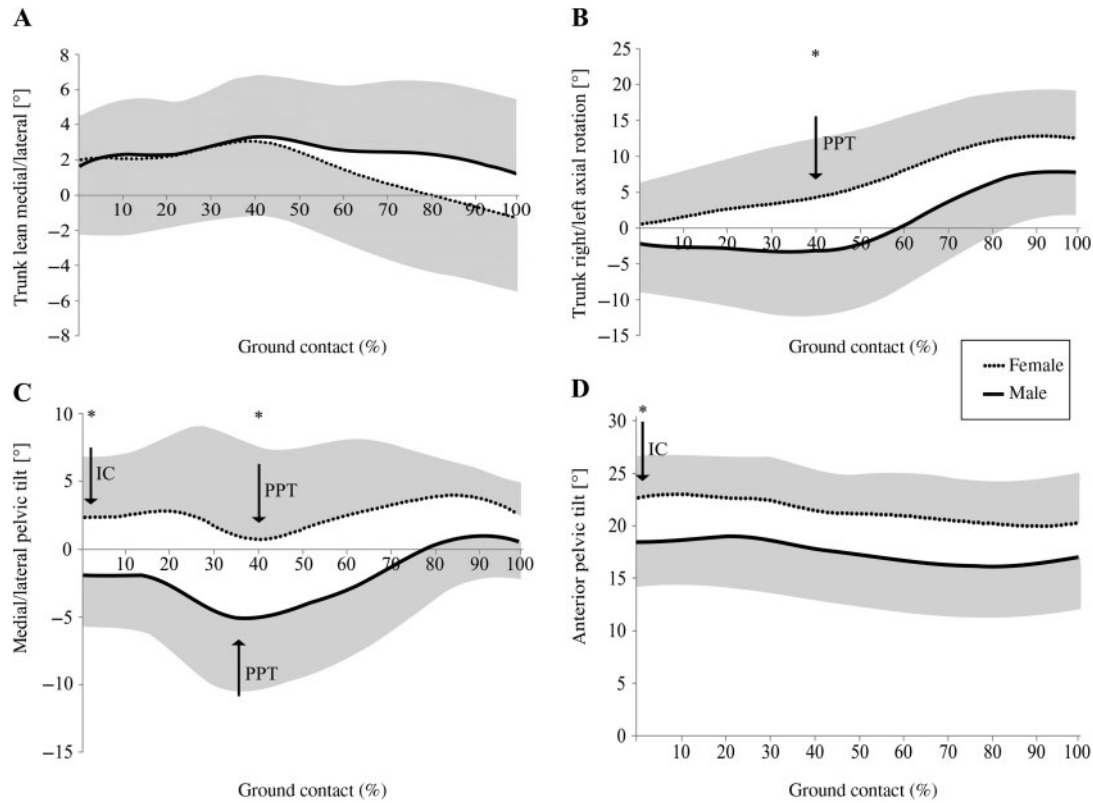 A
Trunk lean medial/lateral [°]
8
6
4
2
0
−2
−4
−6
−8
10 20 30 40 50 60 70 80 90 100
Ground contact (%)
B
Trunk right/left axial rotation [°]
25
20
15
10
5
0
−5
−10
−15
*
PPT
10 20 30 40 50 60 70 80 90 100
Ground contact (%)
Female
Male
C
Medial/lateral pelvic tilt [°]
10
5
0
−5
−10
−15
* *
IC
PPT
10 20 30 40 50 60 70 80 90 100
PPT
Ground contact (%)
D
Anterior pelvic tilt [°]
30
25
20
15
10
5
0
*
IC
10 20 30 40 50 60 70 80 90 100
Ground contact (%)